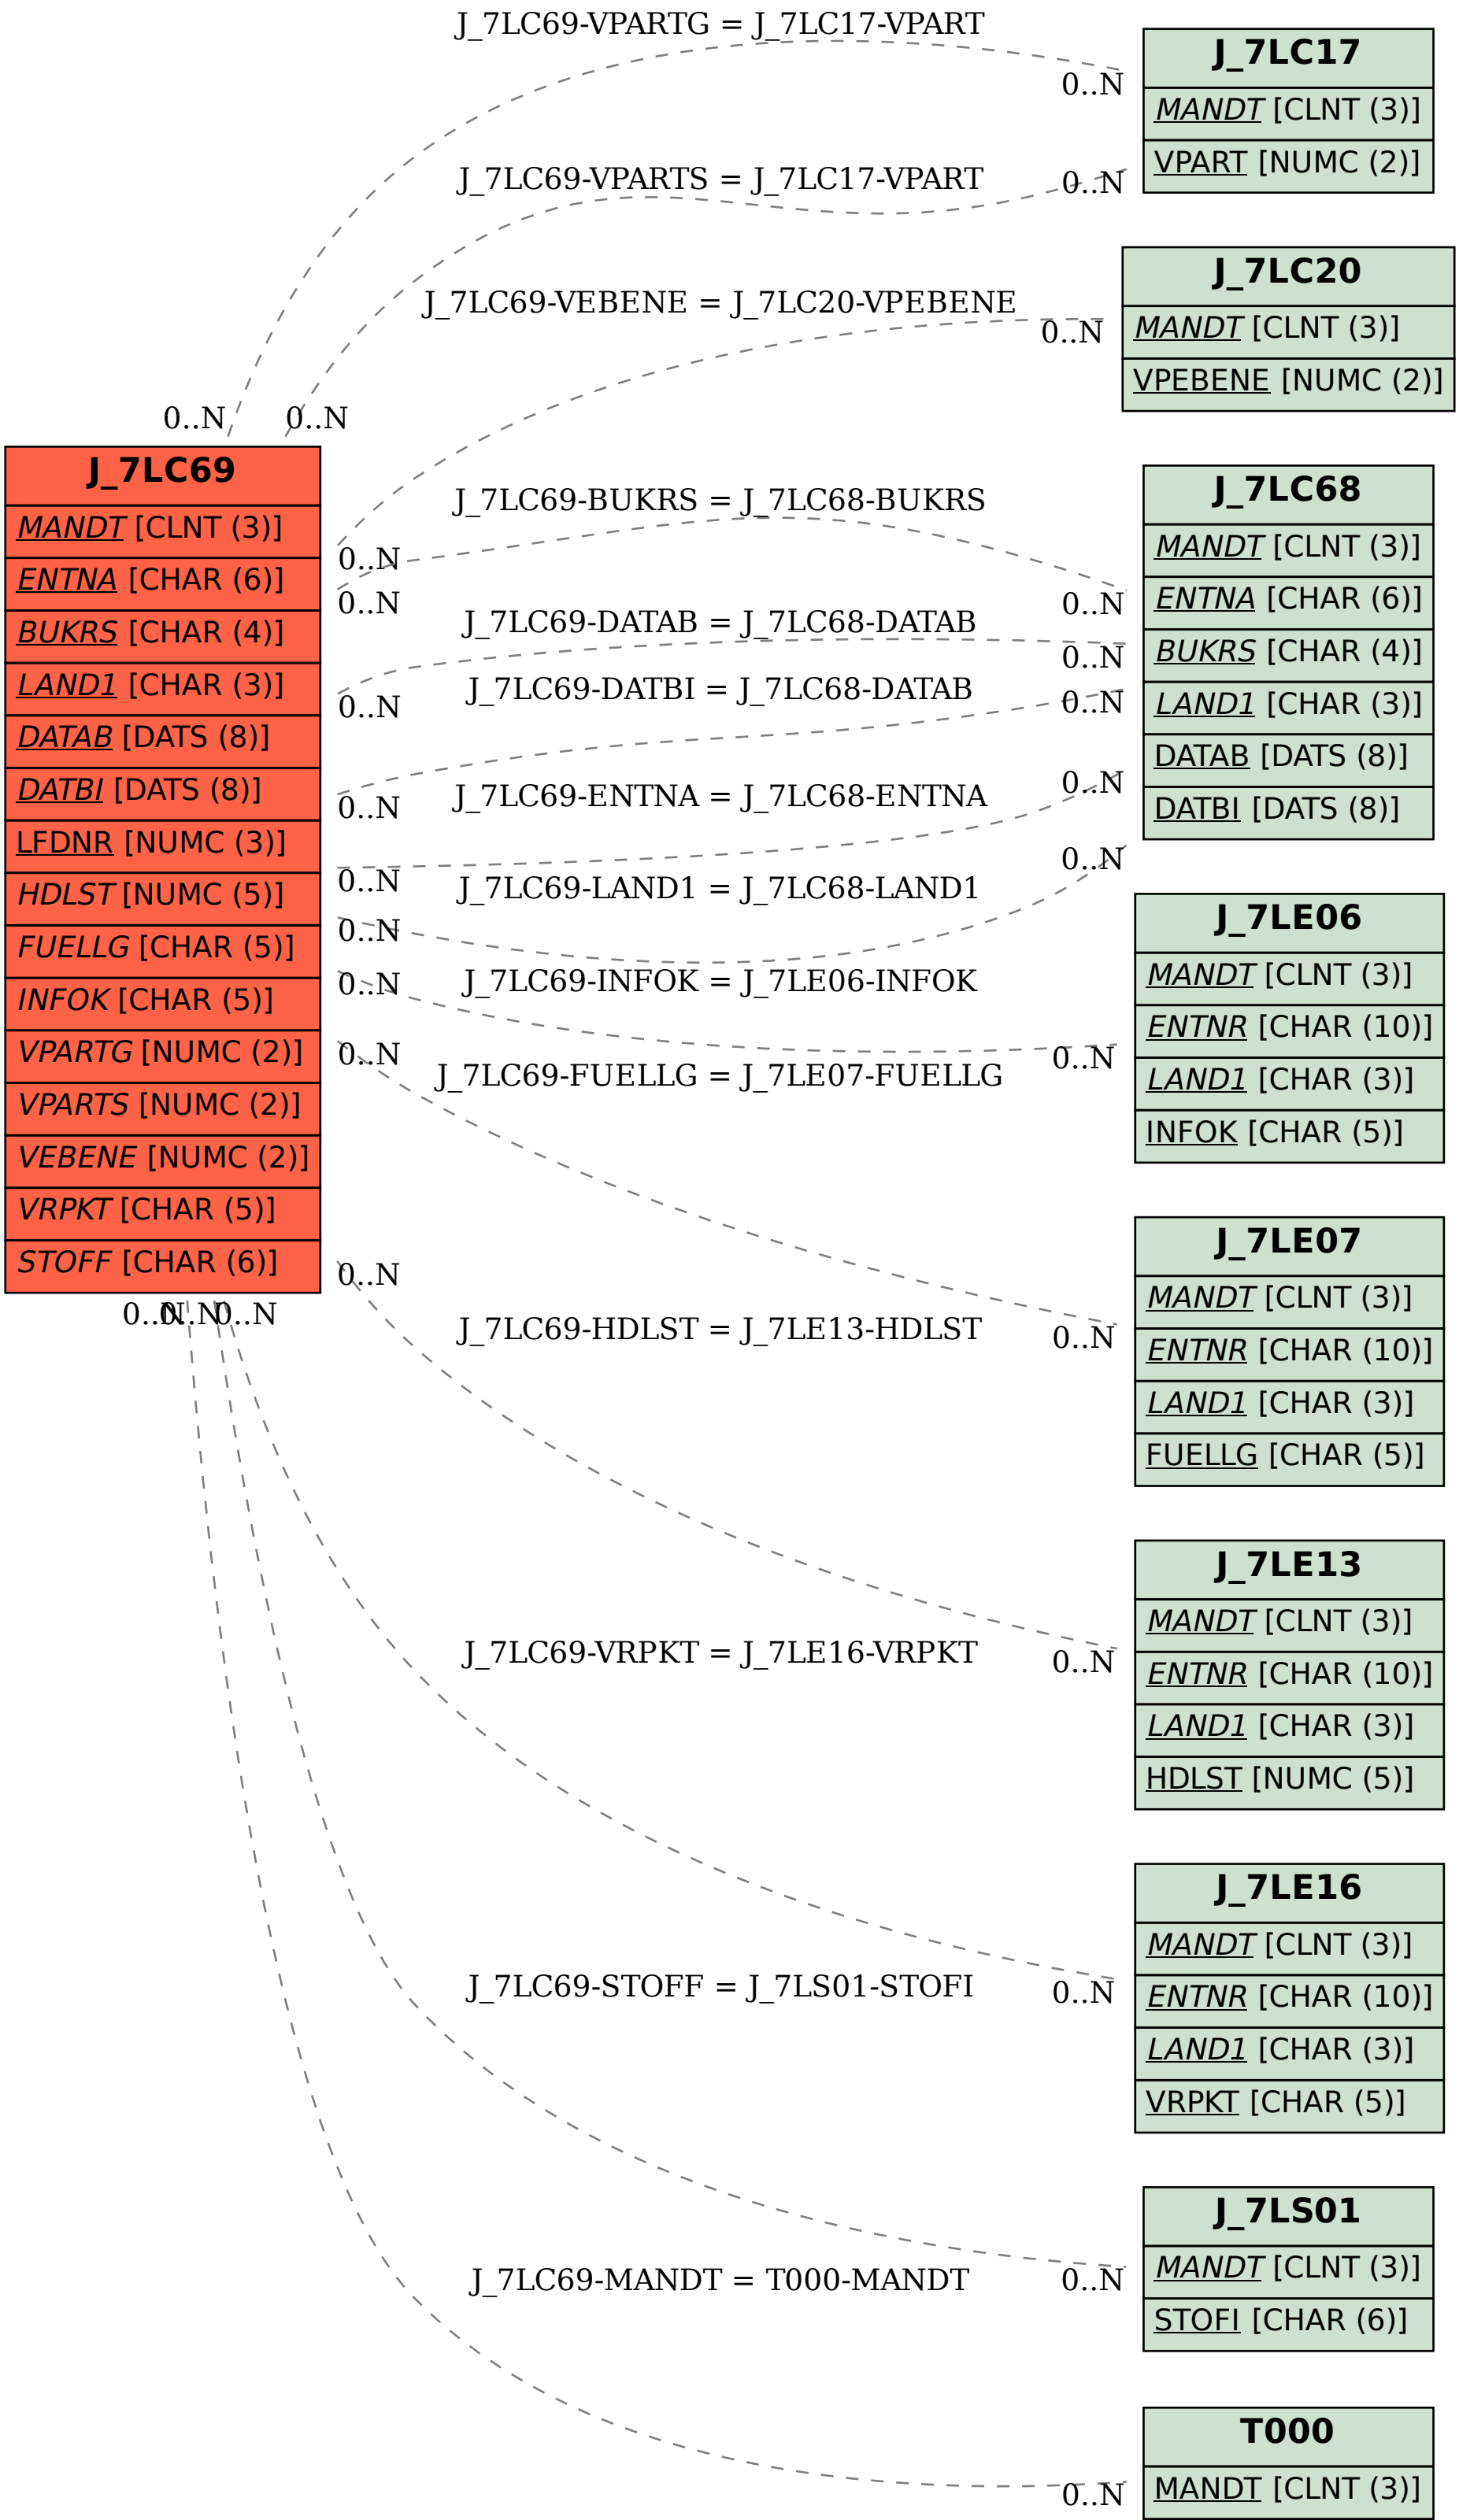 J_7LC69-VPARTG = J_7LC17-VPART
0..N
J_7LC17
MANDT [CLNT (3)]
VPART [NUMC (2)]
J_7LC69-VPARTS = J_7LC17-VPART
0..N
J_7LC20
MANDT [CLNT (3)]
VPEBENE [NUMC (2)]
J_7LC69-VEBENE = J_7LC20-VPEBENE
0..N
0..N
0..N
J_7LC69
MANDT [CLNT (3)]
ENTNA [CHAR (6)]
BUKRS [CHAR (4)]
LAND1 [CHAR (3)]
DATAB [DATS (8)]
DATBI [DATS (8)]
LFDNR [NUMC (3)]
HDLST [NUMC (5)]
FUELLG [CHAR (5)]
INFOK [CHAR (5)]
VPARTG [NUMC (2)]
VPARTS [NUMC (2)]
VEBENE [NUMC (2)]
VRPKT [CHAR (5)]
STOFF [CHAR (6)]
J_7LC69-BUKRS = J_7LC68-BUKRS
0..N
0..N
0..N
J_7LC69-DATAB = J_7LC68-DATAB
0..N
0..N
J_7LC69-DATBI = J_7LC68-DATAB
0..N
0..N
J_7LC69-ENTNA = J_7LC68-ENTNA
0..N
0..N
J_7LC69-LAND1 = J_7LC68-LAND1
0..N
0..N
J_7LC68
MANDT [CLNT (3)]
ENTNA [CHAR (6)]
BUKRS [CHAR (4)]
LAND1 [CHAR (3)]
DATAB [DATS (8)]
DATBI [DATS (8)]
J_7LC69-INFOK = J_7LE06-INFOK
0..N
0..N
J_7LE06
MANDT [CLNT (3)]
ENTNR [CHAR (10)]
LAND1 [CHAR (3)]
INFOK [CHAR (5)]
J_7LC69-FUELLG = J_7LE07-FUELLG
0..N
0..N
J_7LE07
MANDT [CLNT (3)]
ENTNR [CHAR (10)]
LAND1 [CHAR (3)]
FUELLG [CHAR (5)]
0..N
0..N
0..N
0..N
J_7LC69-HDLST = J_7LE13-HDLST
0..N
J_7LE13
MANDT [CLNT (3)]
ENTNR [CHAR (10)]
LAND1 [CHAR (3)]
HDLST [NUMC (5)]
J_7LC69-VRPKT = J_7LE16-VRPKT
0..N
J_7LE16
MANDT [CLNT (3)]
ENTNR [CHAR (10)]
LAND1 [CHAR (3)]
VRPKT [CHAR (5)]
J_7LC69-STOFF = J_7LS01-STOFI
0..N
J_7LS01
MANDT [CLNT (3)]
STOFI [CHAR (6)]
J_7LC69-MANDT = T000-MANDT
0..N
T000
MANDT [CLNT (3)]